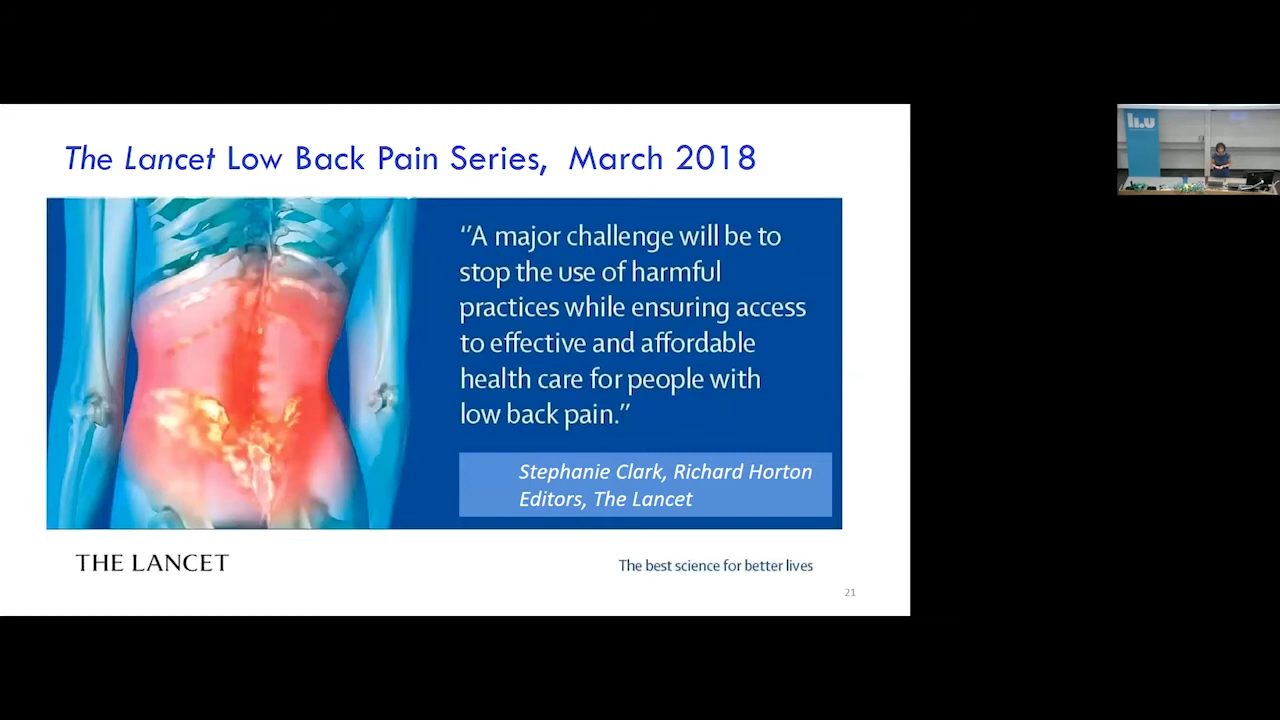 The Lancet Low Back Pain Series, March 2018
‘’A major challenge will be to
stop the use of harmful
practices while ensuring access
to effective and affordable
health care for people with
low back pain.”
Stephanie Clark, Richard Horton
Editors, The Lancet
THE LANCET
The best science for better lives
21